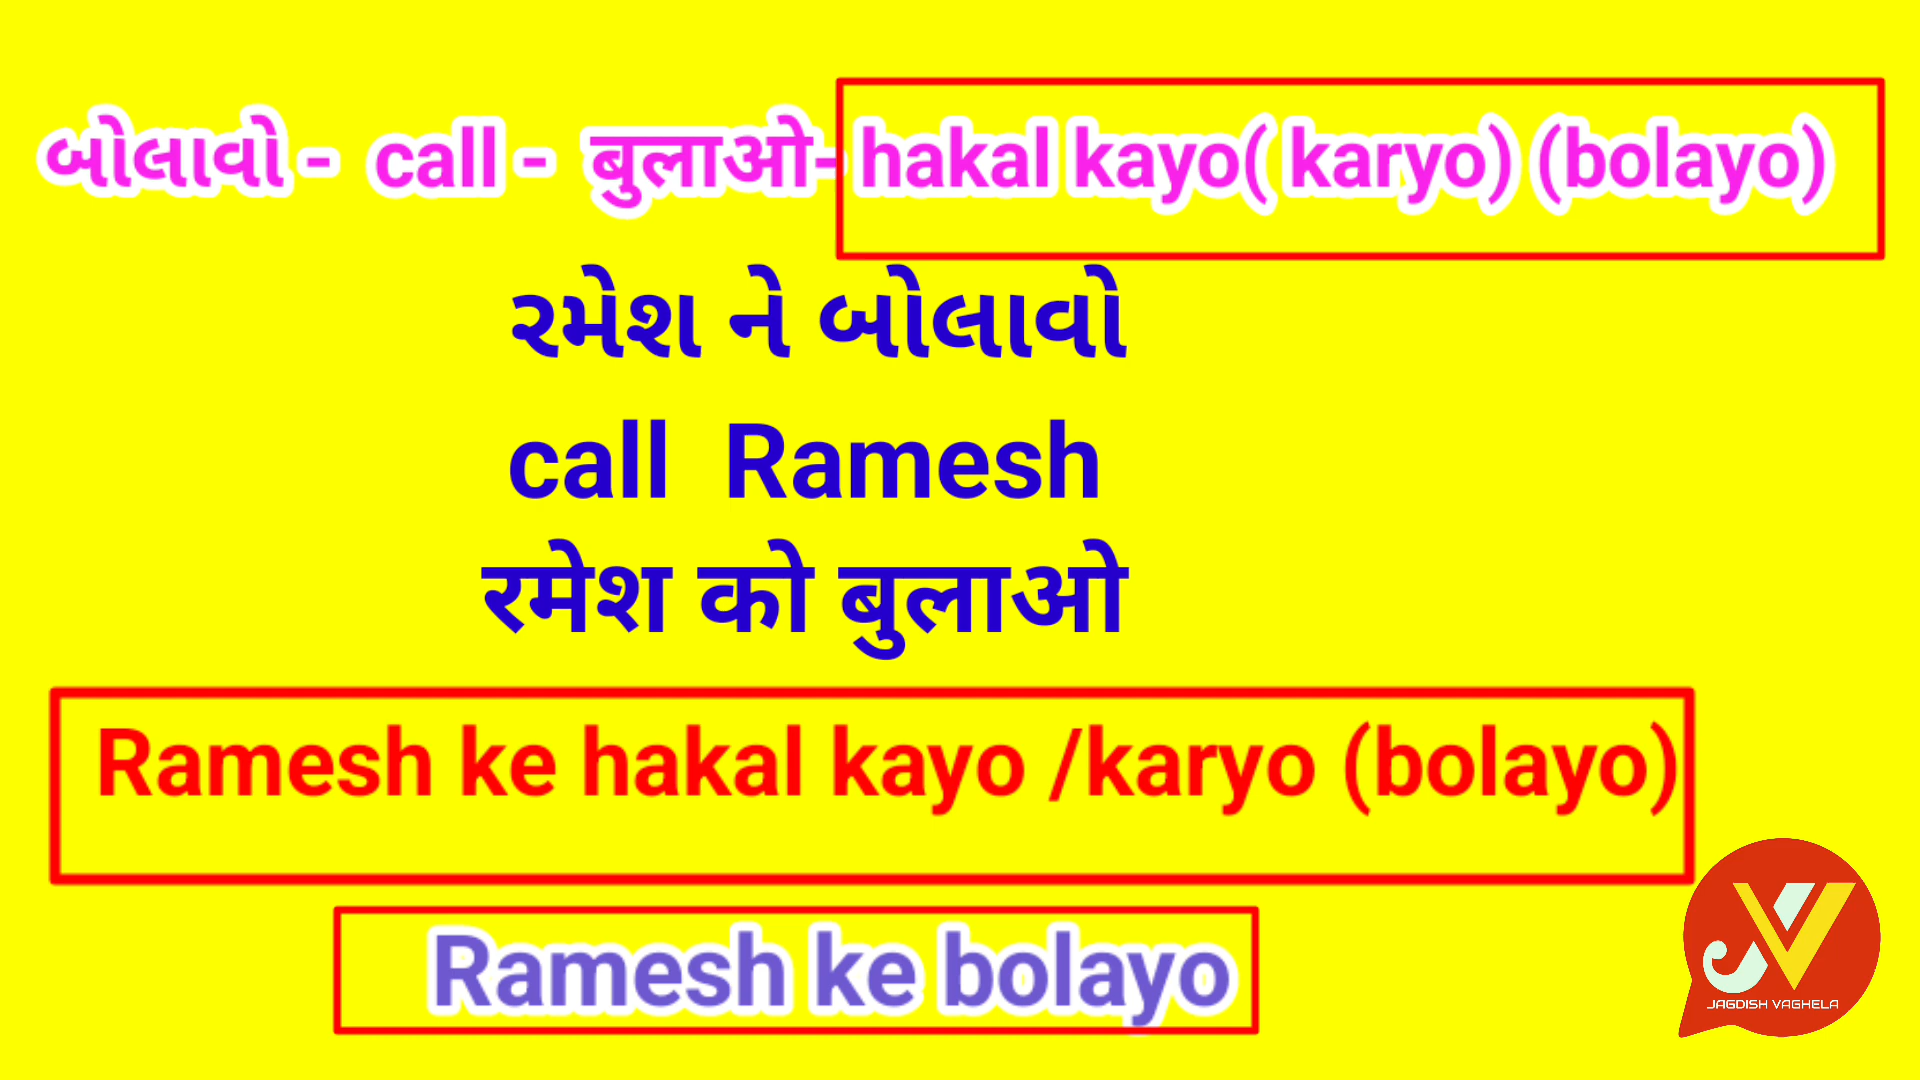 બોલાવો - call - बुलाओ- hakal kayo( karyo) (bolayo)
રમેશ ને બોલાવો
call Ramesh
रमेश को बुलाओ
Ramesh ke hakal kayo /karyo (bolayo)
Ramesh ke bolayo
JAGDISH VAGHELA